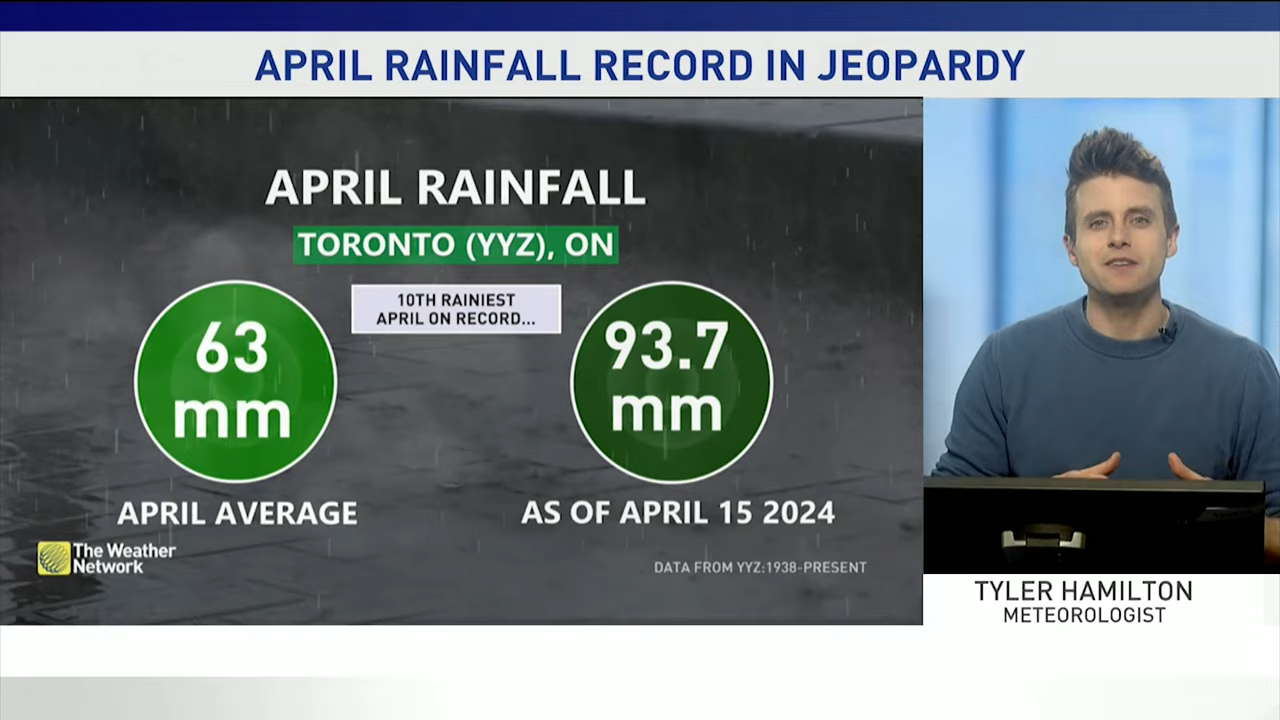 APRIL RAINFALL RECORD IN JEOPARDY
APRIL RAINFALL
TORONTO (YYZ), ON
10TH RAINIEST
APRIL ON RECORD...
63
mm
93.7
mm
APRIL AVERAGE
AS OF APRIL 15 2024
The Weather
Network
DATA FROM YYZ:1938-PRESENT
TYLER HAMILTON
METEOROLOGIST